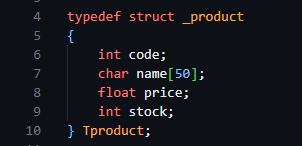 4 typedef struct _product
5 {
6 int code;
7 char name[50];
8 float price;
9 int stock;
10 } Tproduct;